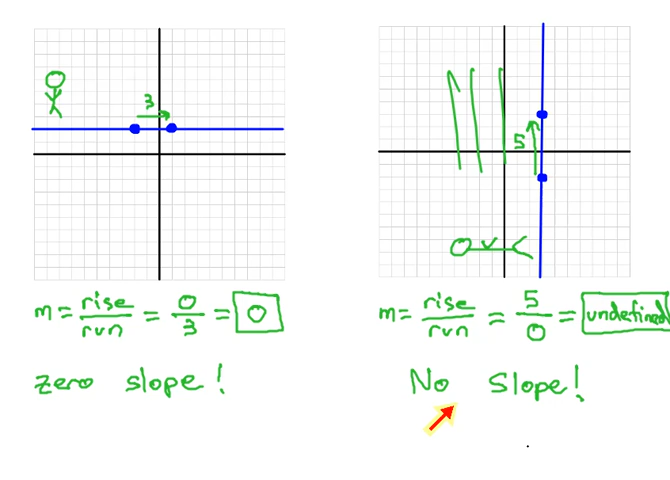 3
m = rise/run = 0/3 = 0
zero slope!
5
m = rise/run = 5/0 = undefined
No Slope!